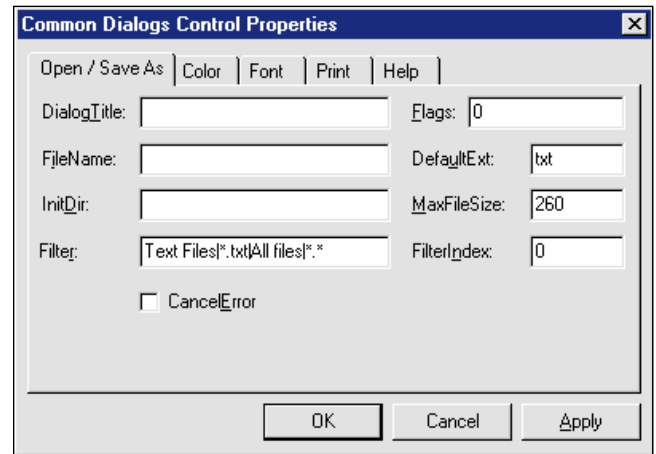 Common Dialogs Control Properties
Open / Save As Color Font Print Help
DialogTitle: Flags: 0
FileName: DefaultExt: txt
InitDir: MaxFileSize: 260
Filter: Text Files|*.txt|All files|*.* FilterIndex: 0
CancelError
OK Cancel Apply